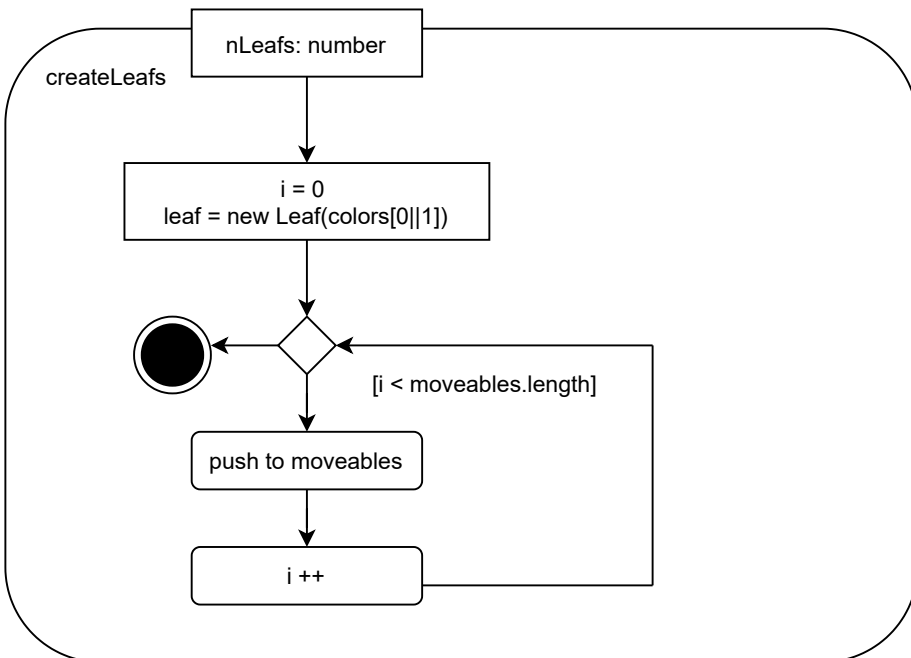 nLeafs: number
createLeafs
i = 0
leaf = new Leaf(colors[0||1])
[i < moveables.length]
push to moveables
i ++